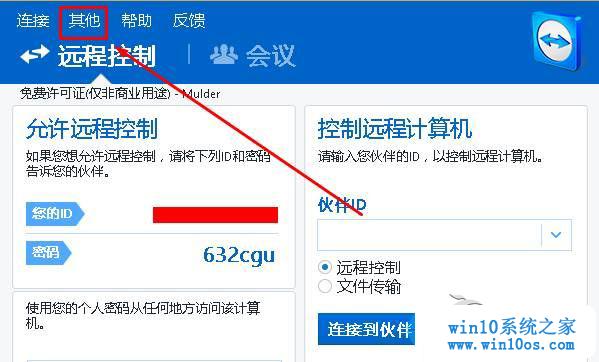 连接 其他 帮助 反馈
远程控制 会议
免费许可证(仅非商业用途) - Mulder
允许远程控制
如果您想允许远程控制，请将下列ID和密码
告诉您的伙伴。
您的ID
密码 632cgu
使用您的个人密码从任何地方访问该计算
机。
控制远程计算机
请输入您伙伴的ID，以控制远程计算机。
伙伴ID
远程控制
文件传输
连接到伙伴
win10系统之家
www.win10os.com